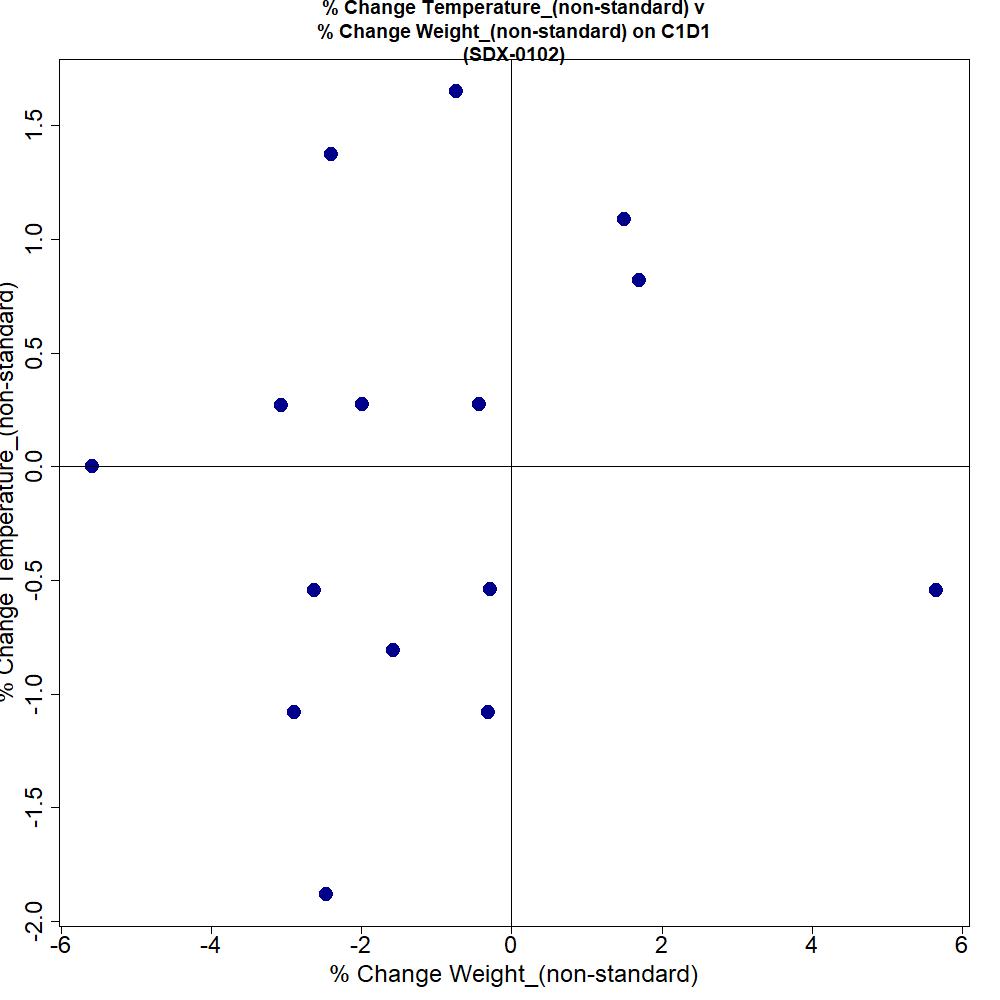 % Change Temperature_(non-standard) v
% Change Weight_(non-standard) on C1D1
(SDX-0102)
% Change Temperature_(non-standard)
1.5
1.0
0.5
0.0
-0.5
-1.0
-1.5
-2.0
-6 -4 -2 0 2 4 6
% Change Weight_(non-standard)